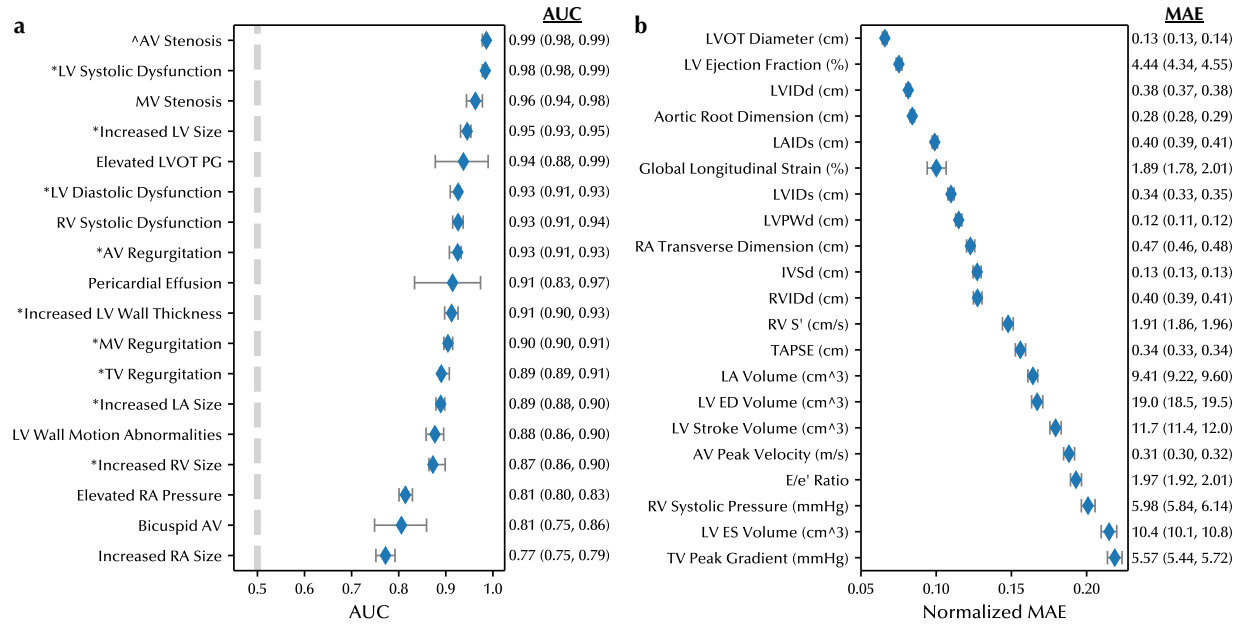 a
AUC
^AV Stenosis 0.99 (0.98, 0.99)
*LV Systolic Dysfunction 0.98 (0.98, 0.99)
MV Stenosis 0.96 (0.94, 0.98)
*Increased LV Size 0.95 (0.93, 0.95)
Elevated LVOT PG 0.94 (0.88, 0.99)
*LV Diastolic Dysfunction 0.93 (0.91, 0.93)
RV Systolic Dysfunction 0.93 (0.91, 0.94)
*AV Regurgitation 0.93 (0.91, 0.93)
Pericardial Effusion 0.91 (0.83, 0.97)
*Increased LV Wall Thickness 0.91 (0.90, 0.93)
*MV Regurgitation 0.90 (0.90, 0.91)
*TV Regurgitation 0.89 (0.89, 0.91)
*Increased LA Size 0.89 (0.88, 0.90)
LV Wall Motion Abnormalities 0.88 (0.86, 0.90)
*Increased RV Size 0.87 (0.86, 0.90)
Elevated RA Pressure 0.81 (0.80, 0.83)
Bicuspid AV 0.81 (0.75, 0.86)
Increased RA Size 0.77 (0.75, 0.79)
0.5 0.6 0.7 0.8 0.9 1.0
AUC
b
MAE
LVOT Diameter (cm) 0.13 (0.13, 0.14)
LV Ejection Fraction (%) 4.44 (4.34, 4.55)
LVIDd (cm) 0.38 (0.37, 0.38)
Aortic Root Dimension (cm) 0.28 (0.28, 0.29)
LAIDs (cm) 0.40 (0.39, 0.41)
Global Longitudinal Strain (%) 1.89 (1.78, 2.01)
LVIDs (cm) 0.34 (0.33, 0.35)
LVPWd (cm) 0.12 (0.11, 0.12)
RA Transverse Dimension (cm) 0.47 (0.46, 0.48)
IVSd (cm) 0.13 (0.13, 0.13)
RVIDd (cm) 0.40 (0.39, 0.41)
RV S' (cm/s) 1.91 (1.86, 1.96)
TAPSE (cm) 0.34 (0.33, 0.34)
LA Volume (cm^3) 9.41 (9.22, 9.60)
LV ED Volume (cm^3) 19.0 (18.5, 19.5)
LV Stroke Volume (cm^3) 11.7 (11.4, 12.0)
AV Peak Velocity (m/s) 0.31 (0.30, 0.32)
E/e' Ratio 1.97 (1.92, 2.01)
RV Systolic Pressure (mmHg) 5.98 (5.84, 6.14)
LV ES Volume (cm^3) 10.4 (10.1, 10.8)
TV Peak Gradient (mmHg) 5.57 (5.44, 5.72)
0.05 0.10 0.15 0.20
Normalized MAE